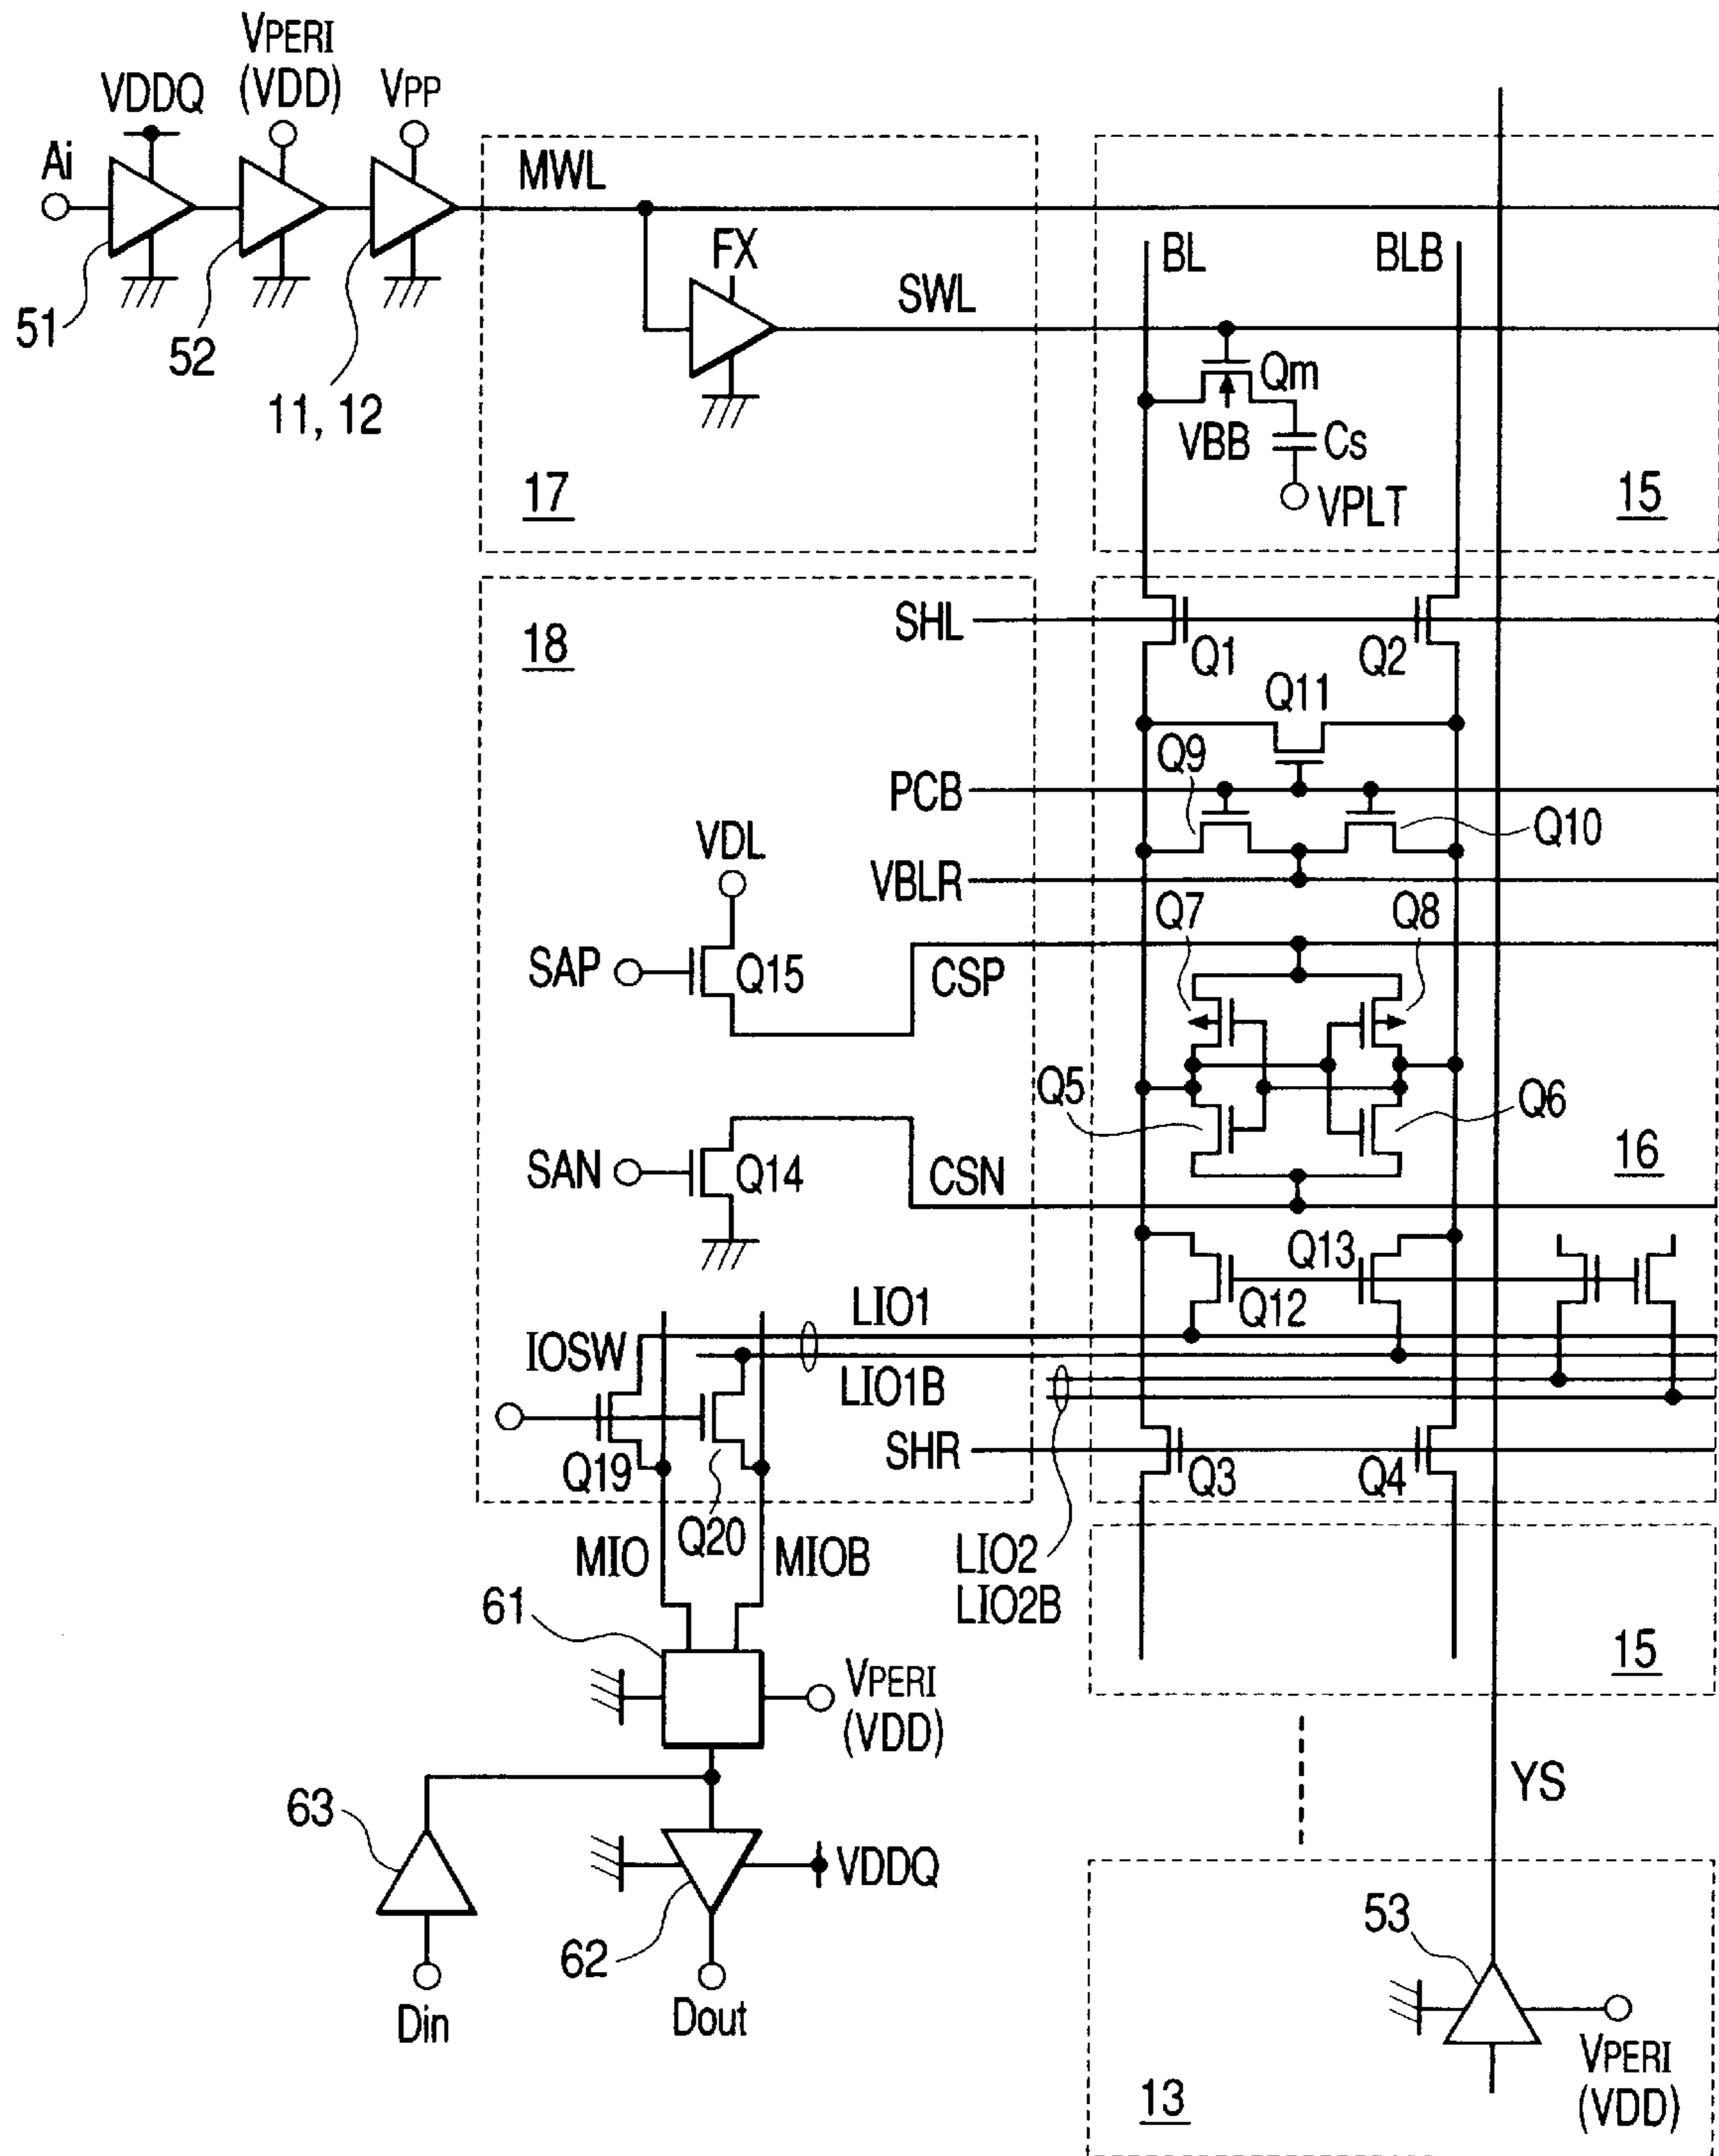 VPERI
VDDQ (VDD) VPP
Ai
MWL
FX
BL BLB
SWL
51
52
11, 12
Qm
VBB Cs
VPLT
17
15
SHL
18
Q1 Q2
Q11
Q9
PCB
Q10
VDL
VBLR
Q7 Q8
SAP Q15 CSP
Q5 Q6
SAN Q14 CSN
16
Q13
Q12
LIO1
IOSW
LIO1B
SHR
Q19 Q3 Q4
Q20
MIO MIOB
LIO2
LIO2B
61
15
VPERI
(VDD)
YS
63
VDDQ
53
62
Din Dout
VPERI
(VDD)
13